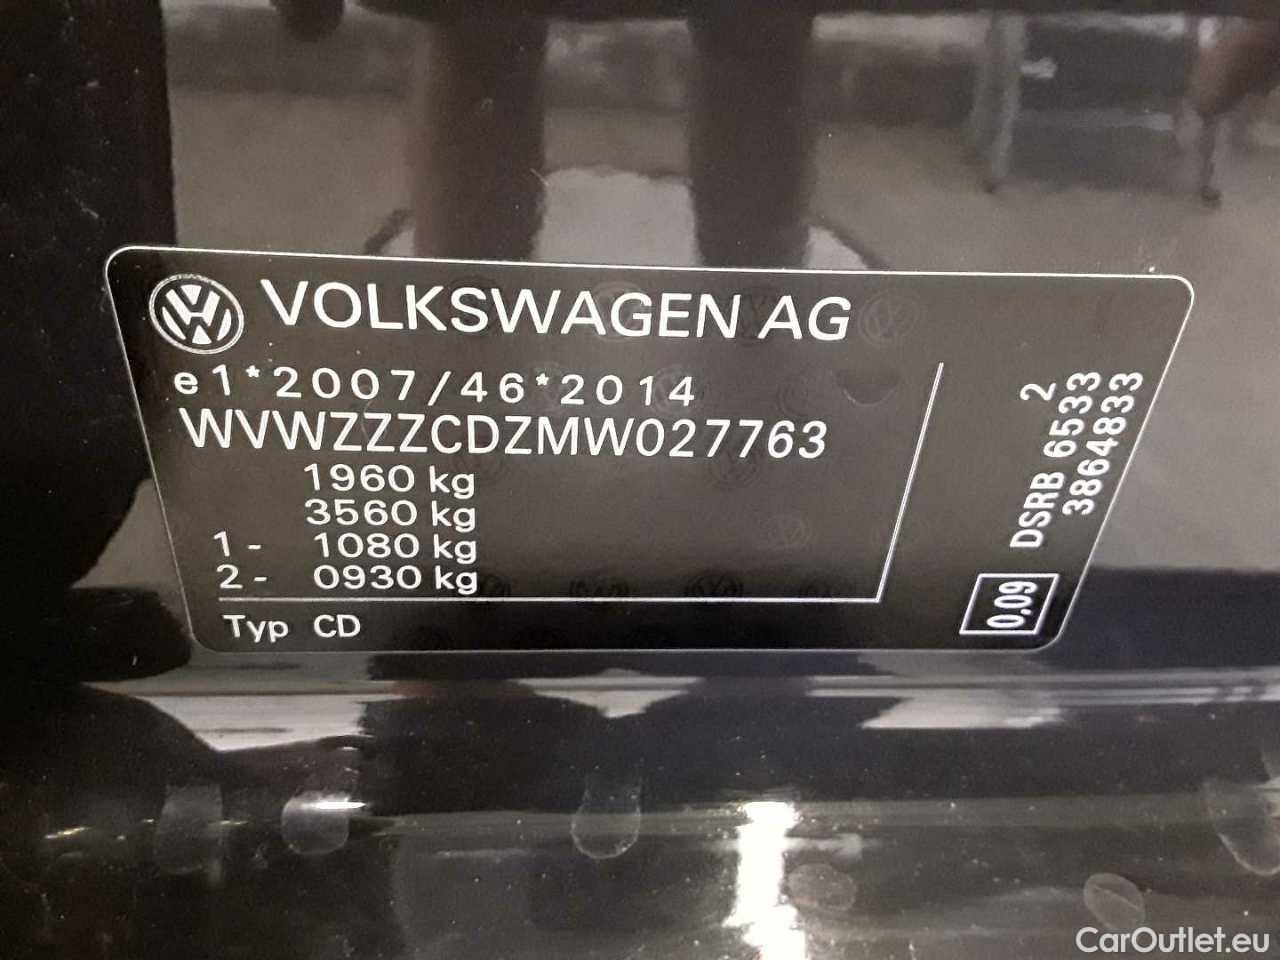 VOLKSWAGEN AG
e1*2007/46*2014
WVWZZZCDZMW027763
1960 kg
3560 kg
1- 1080 kg
2- 0930 kg
Typ CD
2
DSRB 6533
3864833
0,09
CarOutlet.eu